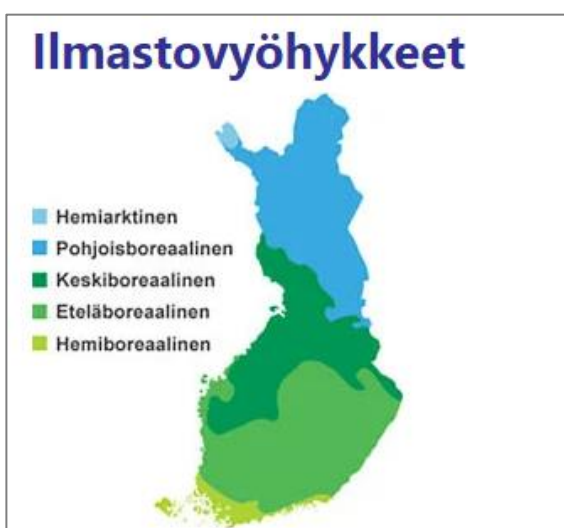 Ilmastovyöhykkeet
Hemiarktinen
Pohjoisboreaalinen
Keskiboreaalinen
Eteläboreaalinen
Hemiboreaalinen